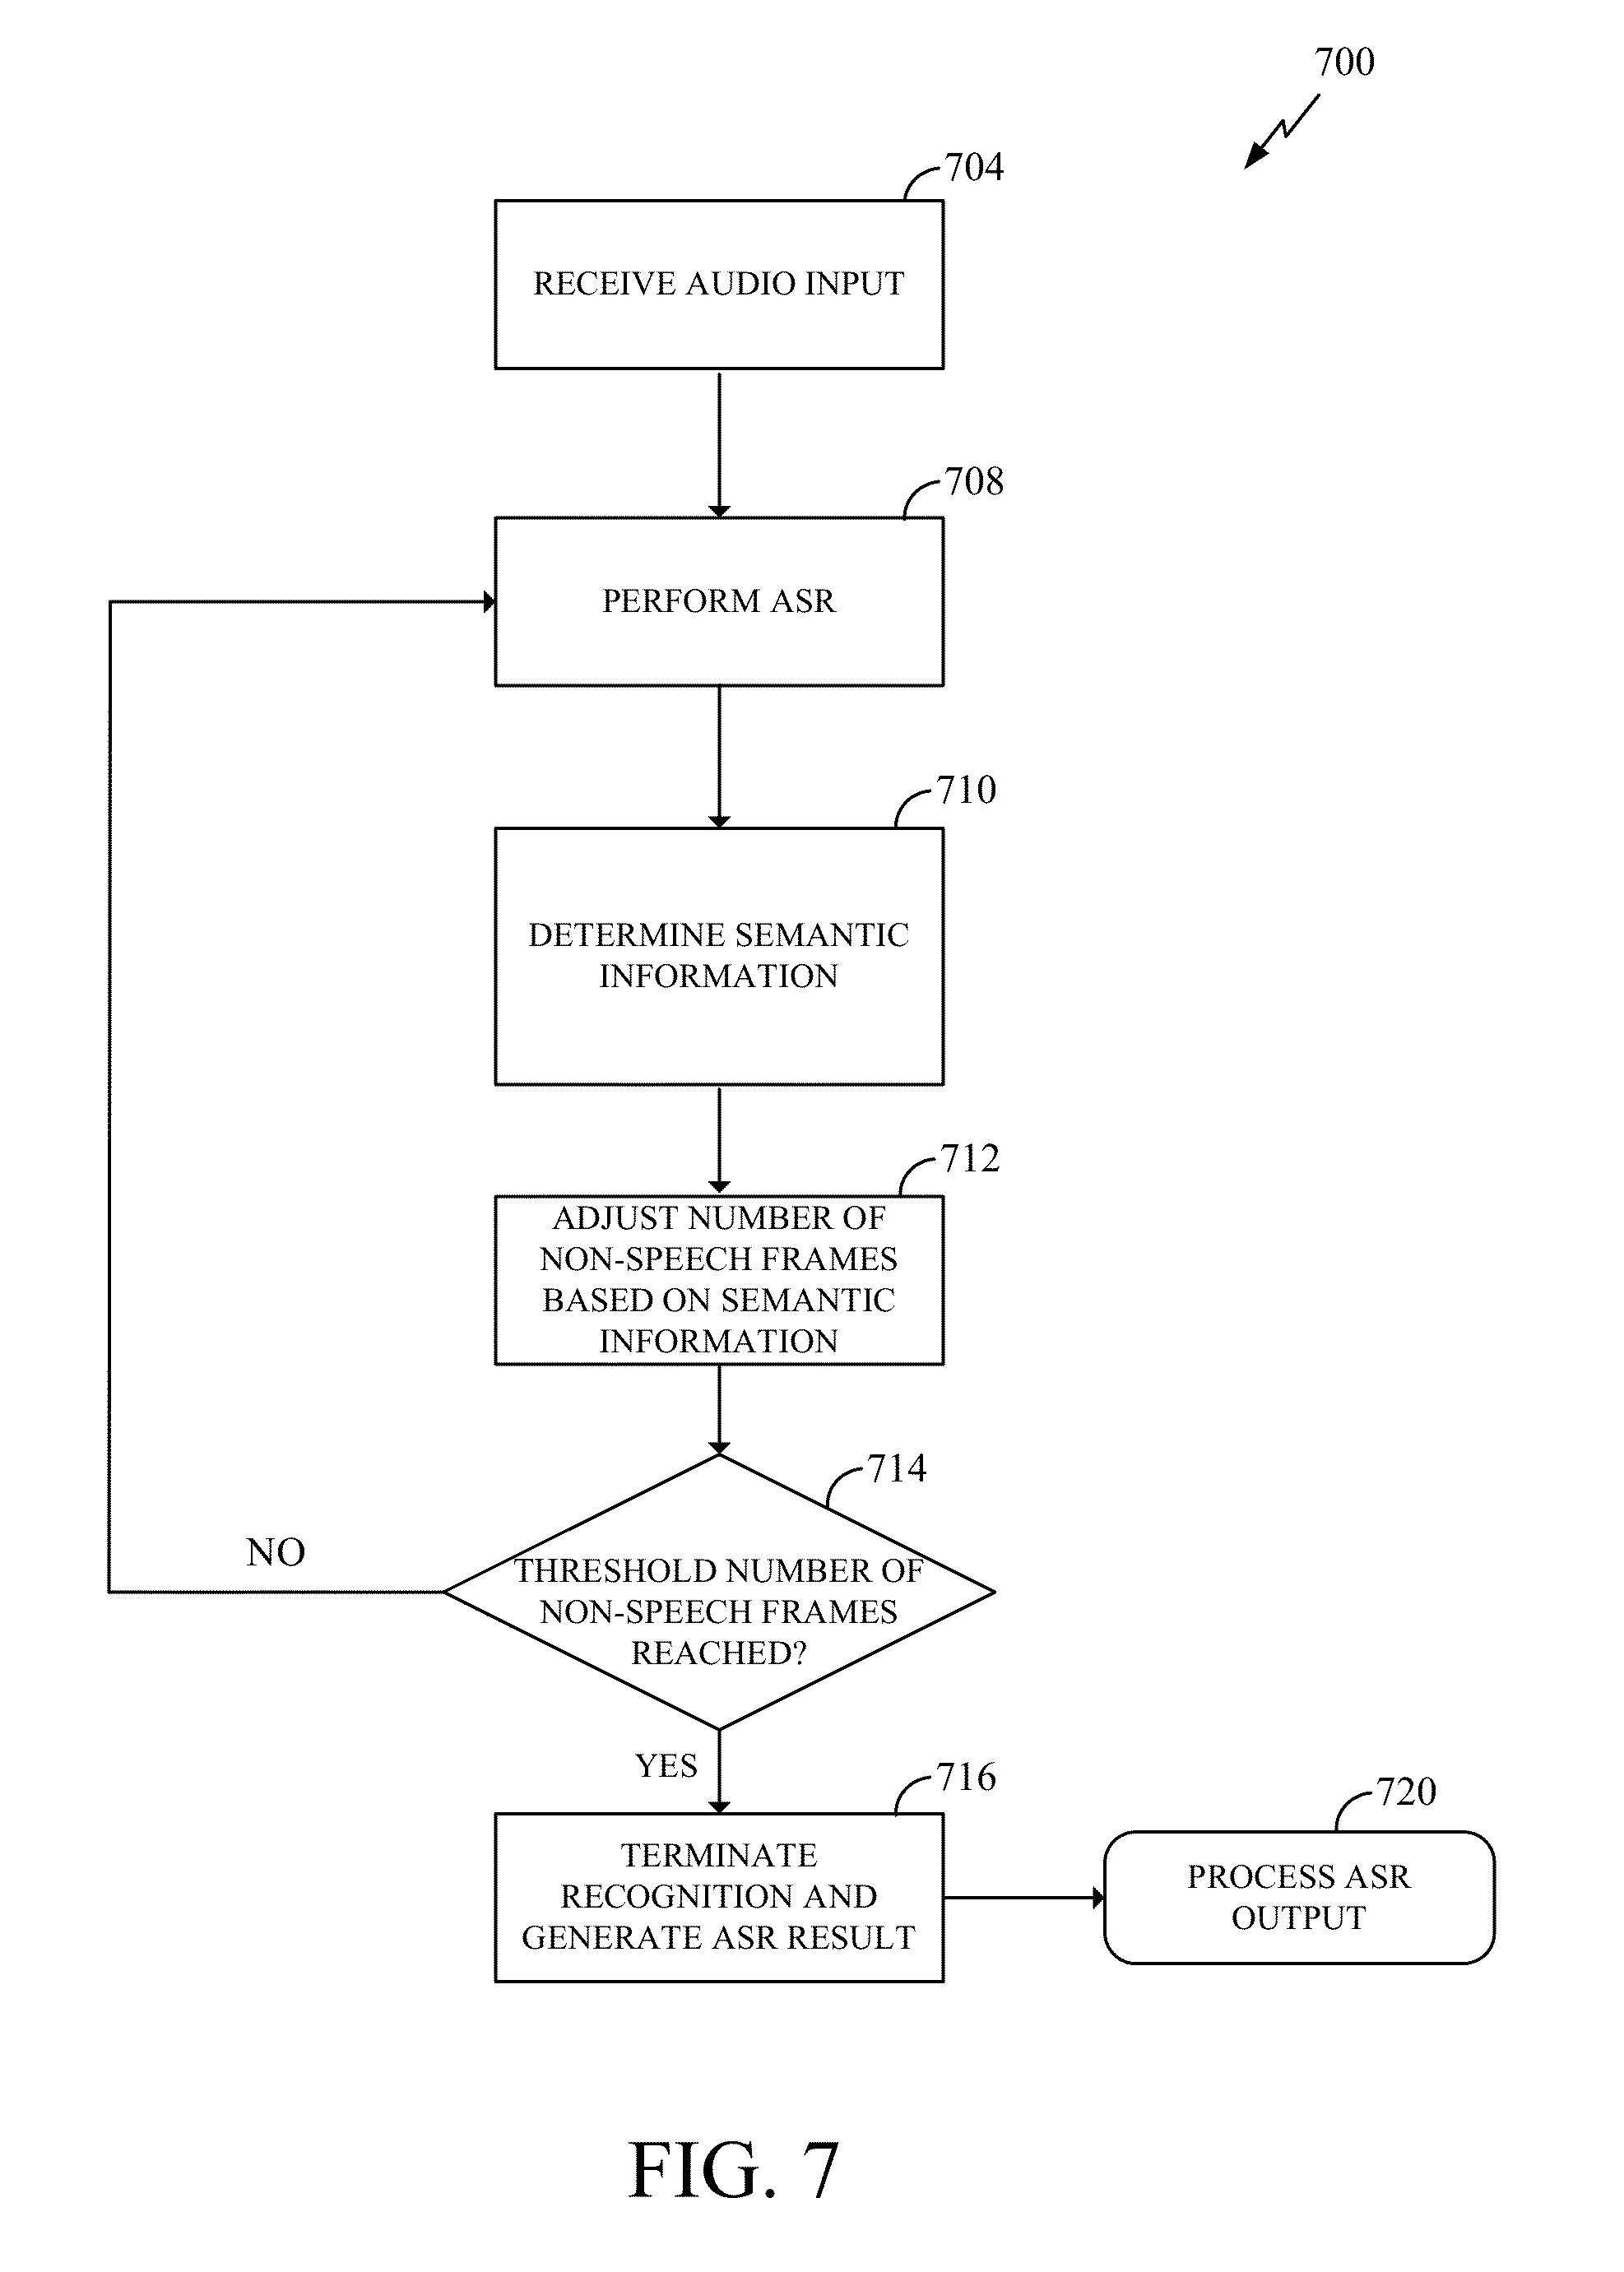 700
704
RECEIVE AUDIO INPUT
708
PERFORM ASR
710
DETERMINE SEMANTIC
INFORMATION
712
ADJUST NUMBER OF
NON-SPEECH FRAMES
BASED ON SEMANTIC
INFORMATION
714
NO
THRESHOLD NUMBER OF
NON-SPEECH FRAMES
REACHED?
YES
716
TERMINATE
RECOGNITION AND
GENERATE ASR RESULT
720
PROCESS ASR
OUTPUT
FIG. 7